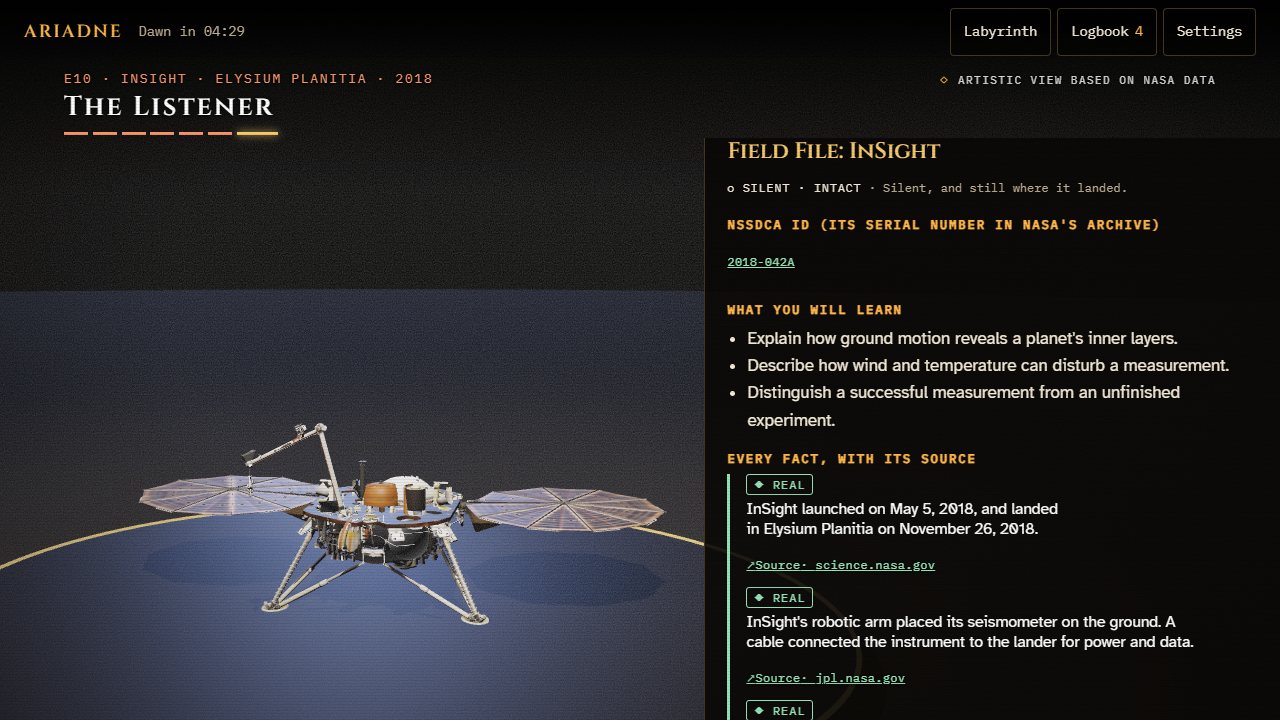 ARIADNE Dawn in 04:29
Labyrinth Logbook 4 Settings
E10 · INSIGHT · ELYSIUM PLANITIA · 2018
◇ ARTISTIC VIEW BASED ON NASA DATA
The Listener
Field File: InSight
o SILENT · INTACT · Silent, and still where it landed.
NSSDCA ID (ITS SERIAL NUMBER IN NASA'S ARCHIVE)
2018-042A
WHAT YOU WILL LEARN
• Explain how ground motion reveals a planet's inner layers.
• Describe how wind and temperature can disturb a measurement.
• Distinguish a successful measurement from an unfinished
experiment.
EVERY FACT, WITH ITS SOURCE
◆ REAL
InSight launched on May 5, 2018, and landed
in Elysium Planitia on November 26, 2018.
↗Source· science.nasa.gov
◆ REAL
InSight's robotic arm placed its seismometer on the ground. A
cable connected the instrument to the lander for power and data.
↗Source· jpl.nasa.gov
◆ REAL